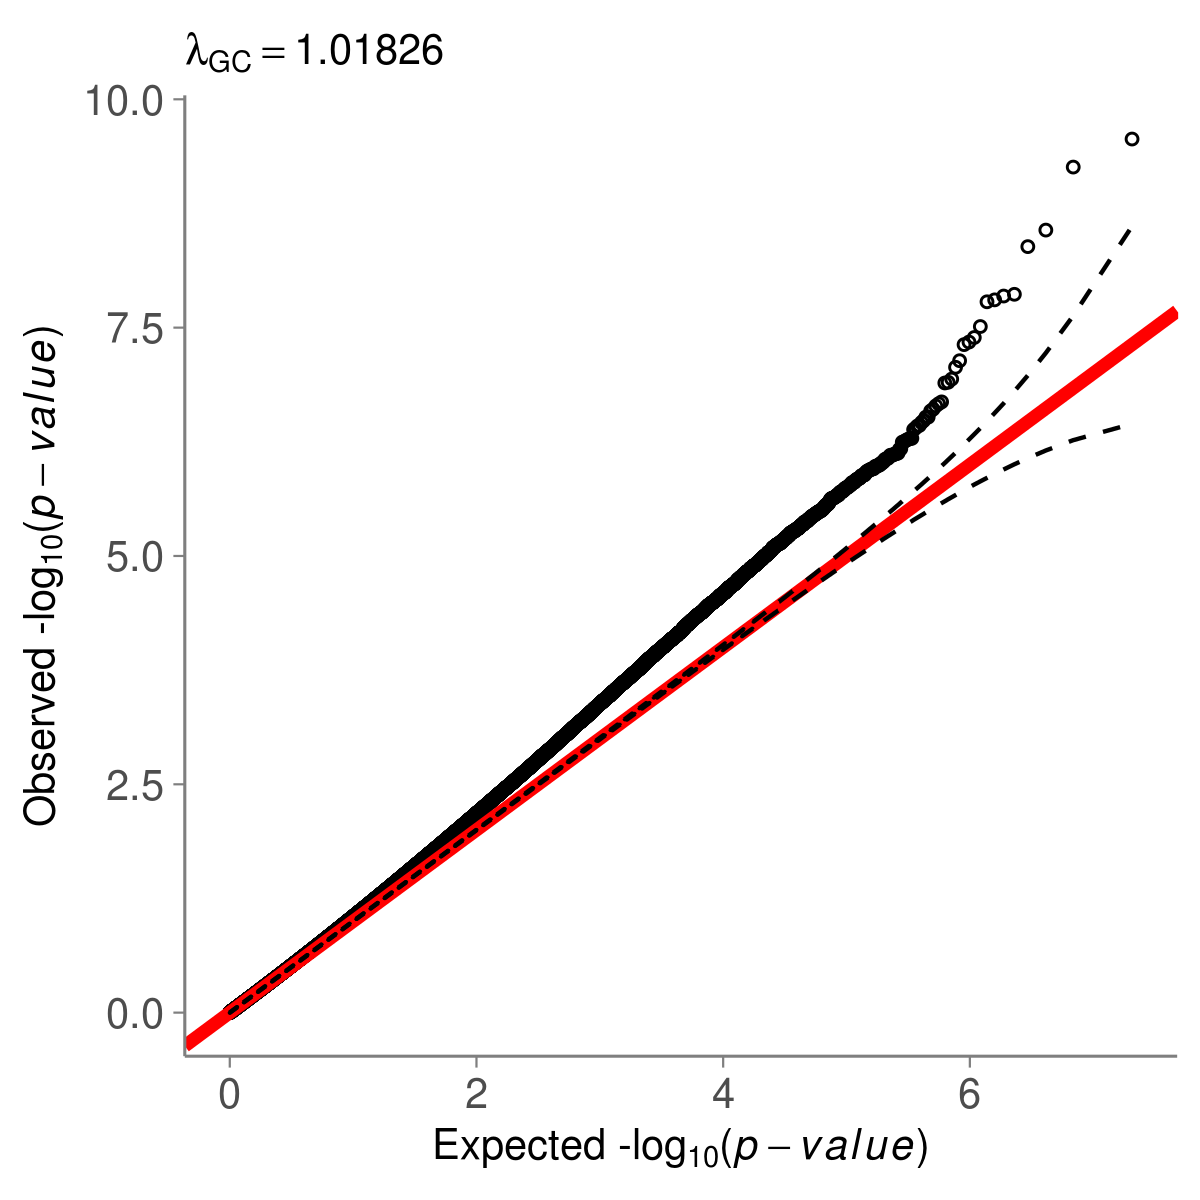 λGC = 1.01826
10.0
7.5
5.0
2.5
0.0
Observed -log10(p − value)
0 2 4 6
Expected -log10(p − value)